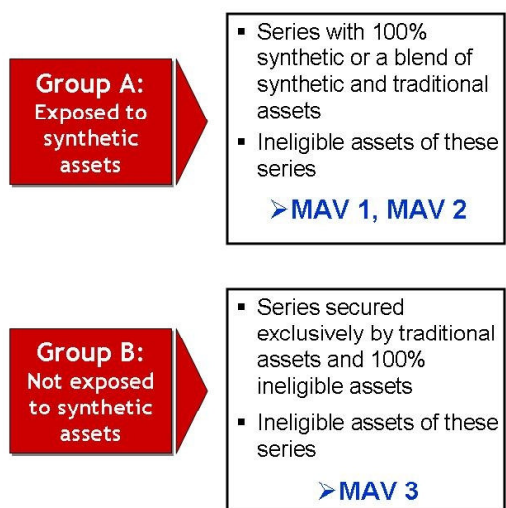 Group A:
Exposed to
synthetic
assets
▪ Series with 100%
synthetic or a blend of
synthetic and traditional
assets
▪ Ineligible assets of these
series
➢MAV 1, MAV 2
Group B:
Not exposed
to synthetic
assets
▪ Series secured
exclusively by traditional
assets and 100%
ineligible assets
▪ Ineligible assets of these
series
➢MAV 3